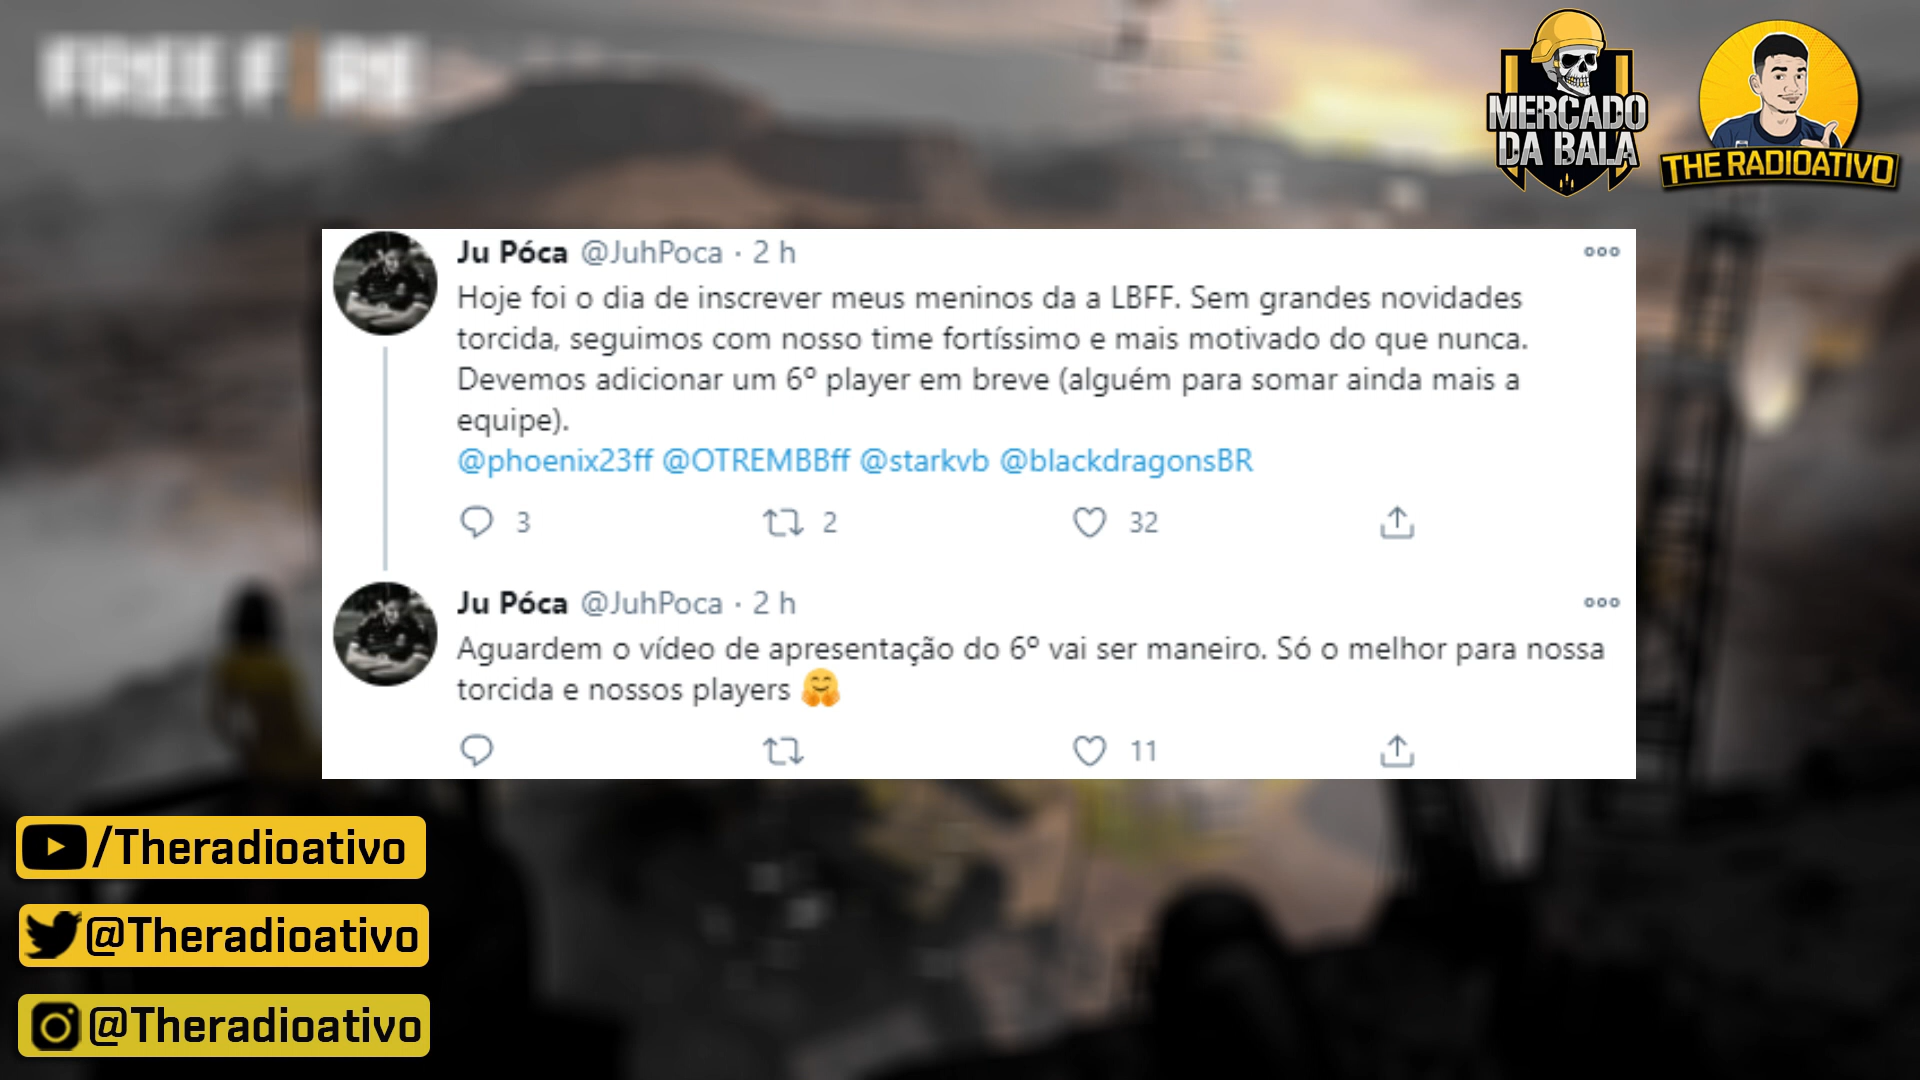 FREE FIRE
MERCADO
DA BALA
THE RADIOATIVO
Ju Póca @JuhPoca · 2 h
Hoje foi o dia de inscrever meus meninos da a LBFF. Sem grandes novidades
torcida, seguimos com nosso time fortíssimo e mais motivado do que nunca.
Devemos adicionar um 6º player em breve (alguém para somar ainda mais a
equipe).
@phoenix23ff @OTREMBBff @starkvb @blackdragonsBR
3 2 32
Ju Póca @JuhPoca · 2 h
Aguardem o vídeo de apresentação do 6º vai ser maneiro. Só o melhor para nossa
torcida e nossos players 🤗
11
/Theradioativo
@Theradioativo
@Theradioativo